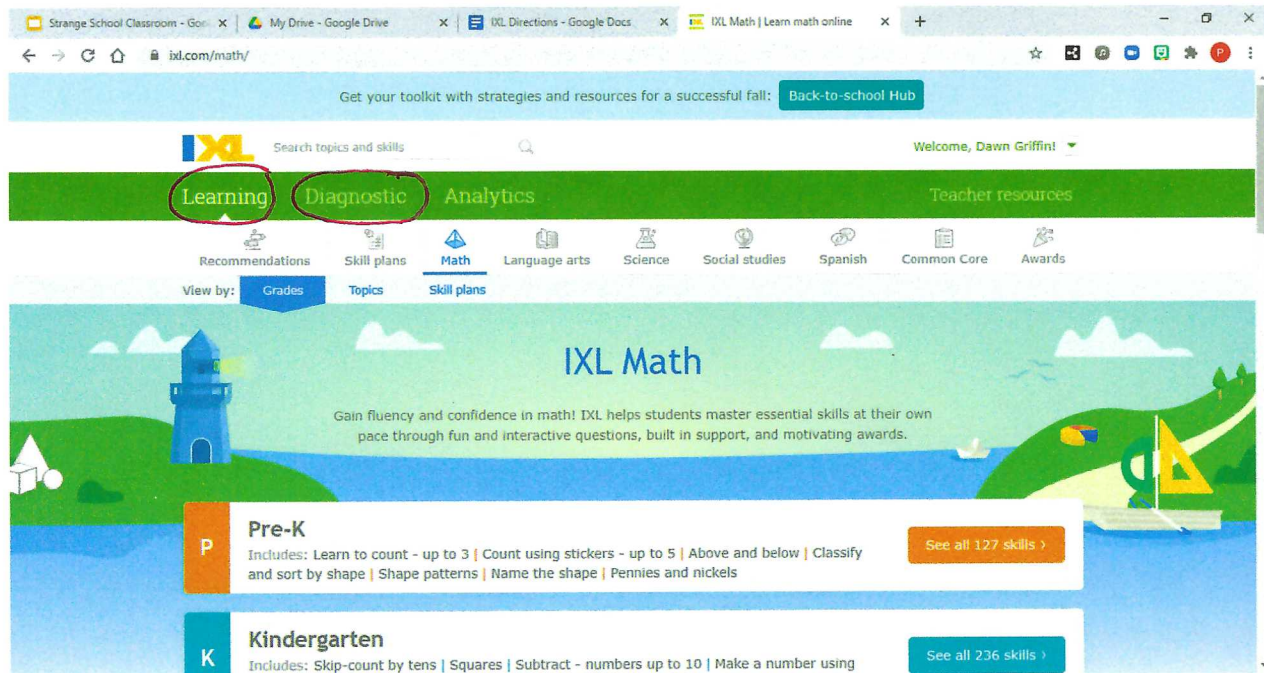 Strange School Classroom - Goo
My Drive - Google Drive
IXL Directions - Google Docs
IXL Math | Learn math online
ixl.com/math/
P
Get your toolkit with strategies and resources for a successful fall: Back-to-school Hub
IXL
Search topics and skills
Welcome, Dawn Griffin!
Learning Diagnostic Analytics Teacher resources
Recommendations Skill plans Math Language arts Science Social studies Spanish Common Core Awards
View by: Grades Topics Skill plans
IXL Math
Gain fluency and confidence in math! IXL helps students master essential skills at their own
pace through fun and interactive questions, built in support, and motivating awards.
P
Pre-K
Includes: Learn to count - up to 3 | Count using stickers - up to 5 | Above and below | Classify
and sort by shape | Shape patterns | Name the shape | Pennies and nickels
See all 127 skills >
K
Kindergarten
Includes: Skip-count by tens | Squares | Subtract - numbers up to 10 | Make a number using
See all 236 skills >